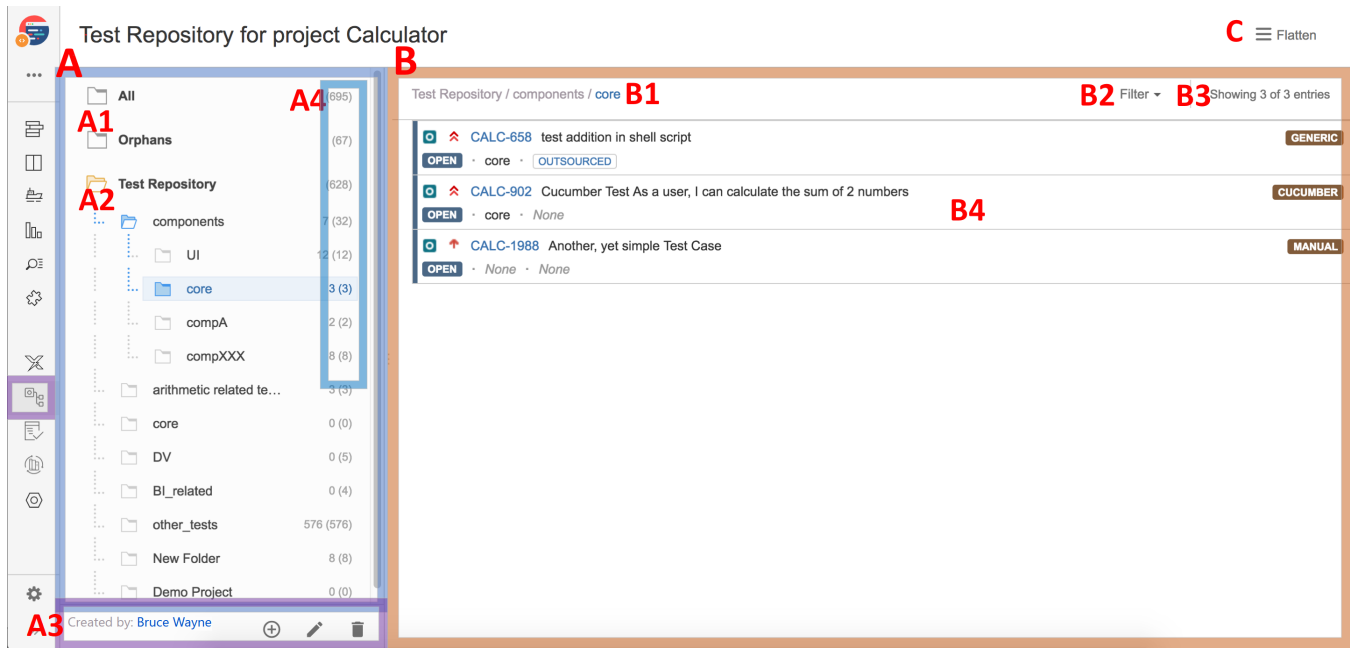 Test Repository for project Calculator
C Flatten
A
B
All A4 (695)
A1
Orphans (67)
Test Repository (628)
A2
components 7 (32)
UI 12 (12)
core 3 (3)
compA 2 (2)
compXXX 8 (8)
arithmetic related te... 3 (3)
core 0 (0)
DV 0 (5)
BI_related 0 (4)
other_tests 576 (576)
New Folder 8 (8)
Demo Project 0 (0)
A3 Created by: Bruce Wayne
Test Repository / components / core B1 B2 Filter B3 Showing 3 of 3 entries
CALC-658 test addition in shell script GENERIC
OPEN · core · OUTSOURCED
CALC-902 Cucumber Test As a user, I can calculate the sum of 2 numbers CUCUMBER
B4
OPEN · core · None
CALC-1988 Another, yet simple Test Case MANUAL
OPEN · None · None